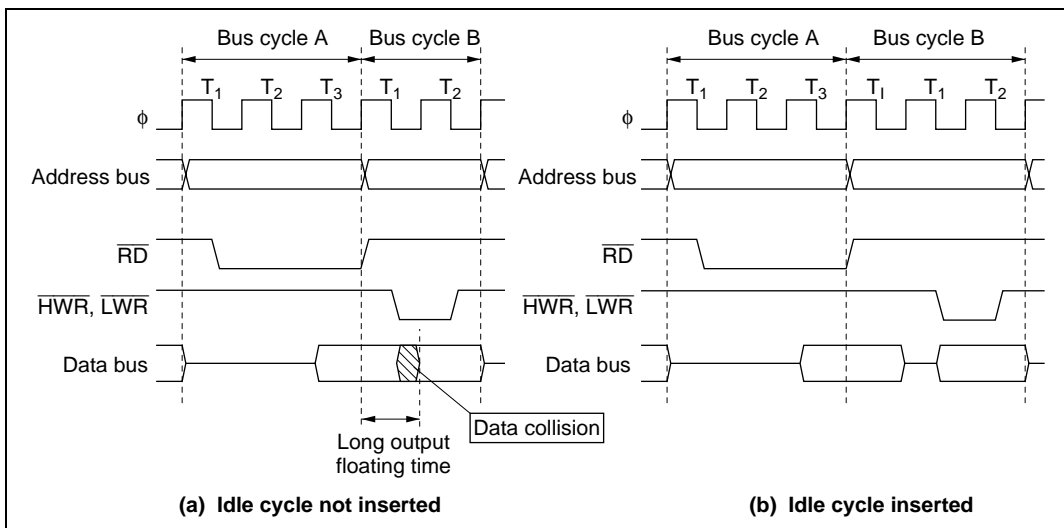 Bus cycle A Bus cycle B
T1 T2 T3 T1 T2
ϕ
Address bus
RD
HWR, LWR
Data bus
Data collision
Long output
floating time
(a) Idle cycle not inserted
Bus cycle A Bus cycle B
T1 T2 T3 TI T1 T2
ϕ
Address bus
RD
HWR, LWR
Data bus
(b) Idle cycle inserted